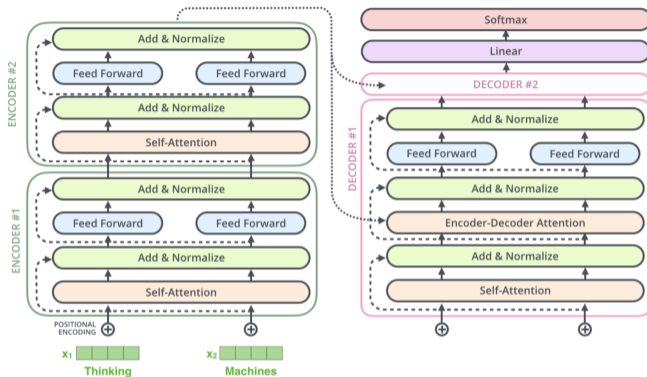 ENCODER #2
Add & Normalize
Feed Forward
Feed Forward
Add & Normalize
Self-Attention
ENCODER #1
Add & Normalize
Feed Forward
Feed Forward
Add & Normalize
Self-Attention
POSITIONAL
ENCODING
x₁
x₂
Thinking
Machines
Softmax
Linear
DECODER #2
DECODER #1
Add & Normalize
Feed Forward
Feed Forward
Add & Normalize
Encoder-Decoder Attention
Add & Normalize
Self-Attention